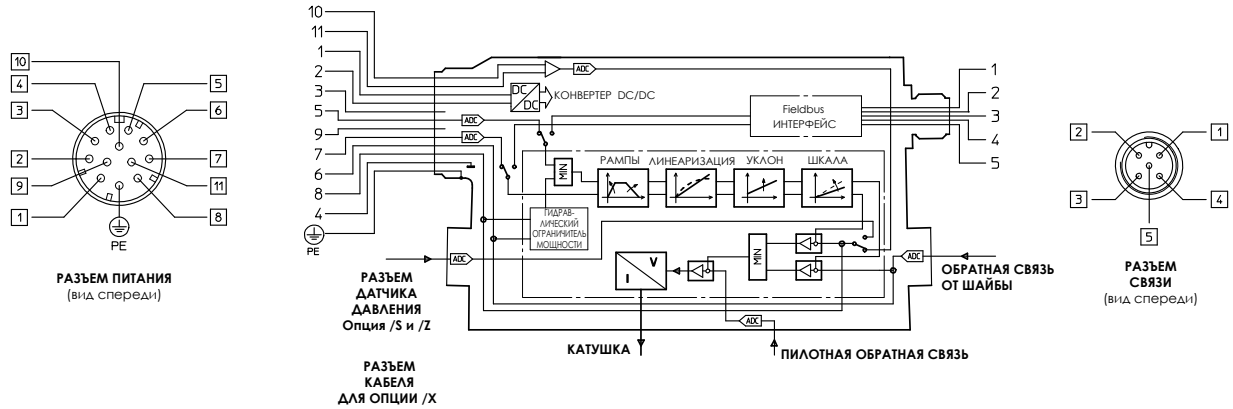 10
4
3
2
9
1
5
6
7
11
8
PE
РАЗЪЕМ ПИТАНИЯ
(вид спереди)
10
11
1
2
3
5
9
7
6
8
4
PE
ADC
DC
DC
КОНВЕРТЕР DC/DC
ADC
ADC
Fieldbus
ИНТЕРФЕЙС
1
2
3
4
5
MIN
РАМПЫ
ЛИНЕАРИЗАЦИЯ
УКЛОН
ШКАЛА
ГИДРАВ-
ЛИЧЕСКИЙ
ОГРАНИЧИТЕЛЬ
МОЩНОСТИ
ADC
V
I
MIN
ADC
ADC
РАЗЪЕМ
ДАТЧИКА
ДАВЛЕНИЯ
Опция /S и /Z
РАЗЪЕМ
КАБЕЛЯ
ДЛЯ ОПЦИИ /X
КАТУШКА
ПИЛОТНАЯ ОБРАТНАЯ СВЯЗЬ
ОБРАТНАЯ СВЯЗЬ
ОТ ШАЙБЫ
2
1
3
4
5
РАЗЪЕМ
СВЯЗИ
(вид спереди)